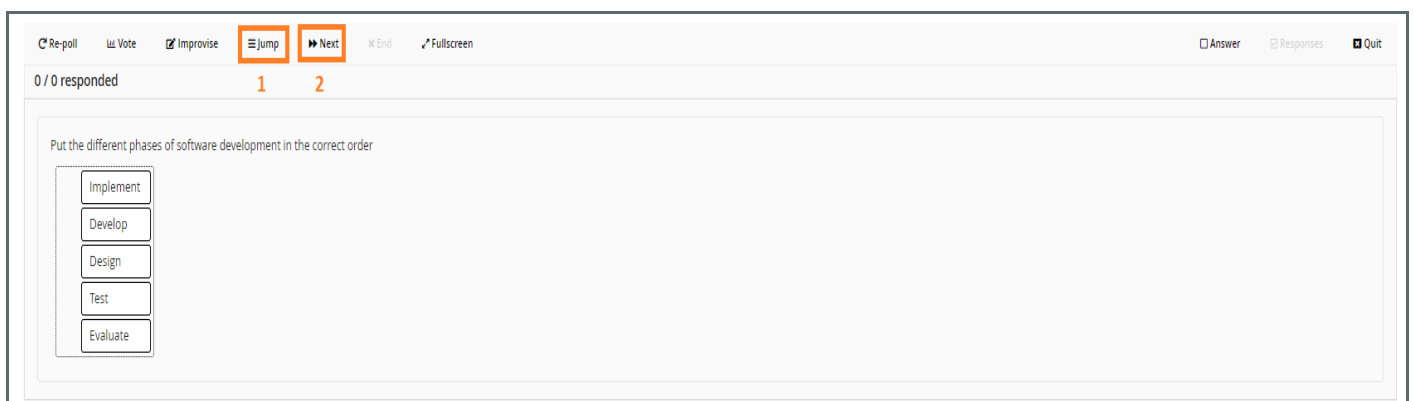 Re-poll Vote Improvise Jump Next End Fullscreen Answer Responses Quit
0 / 0 responded 1 2
Put the different phases of software development in the correct order
Implement
Develop
Design
Test
Evaluate